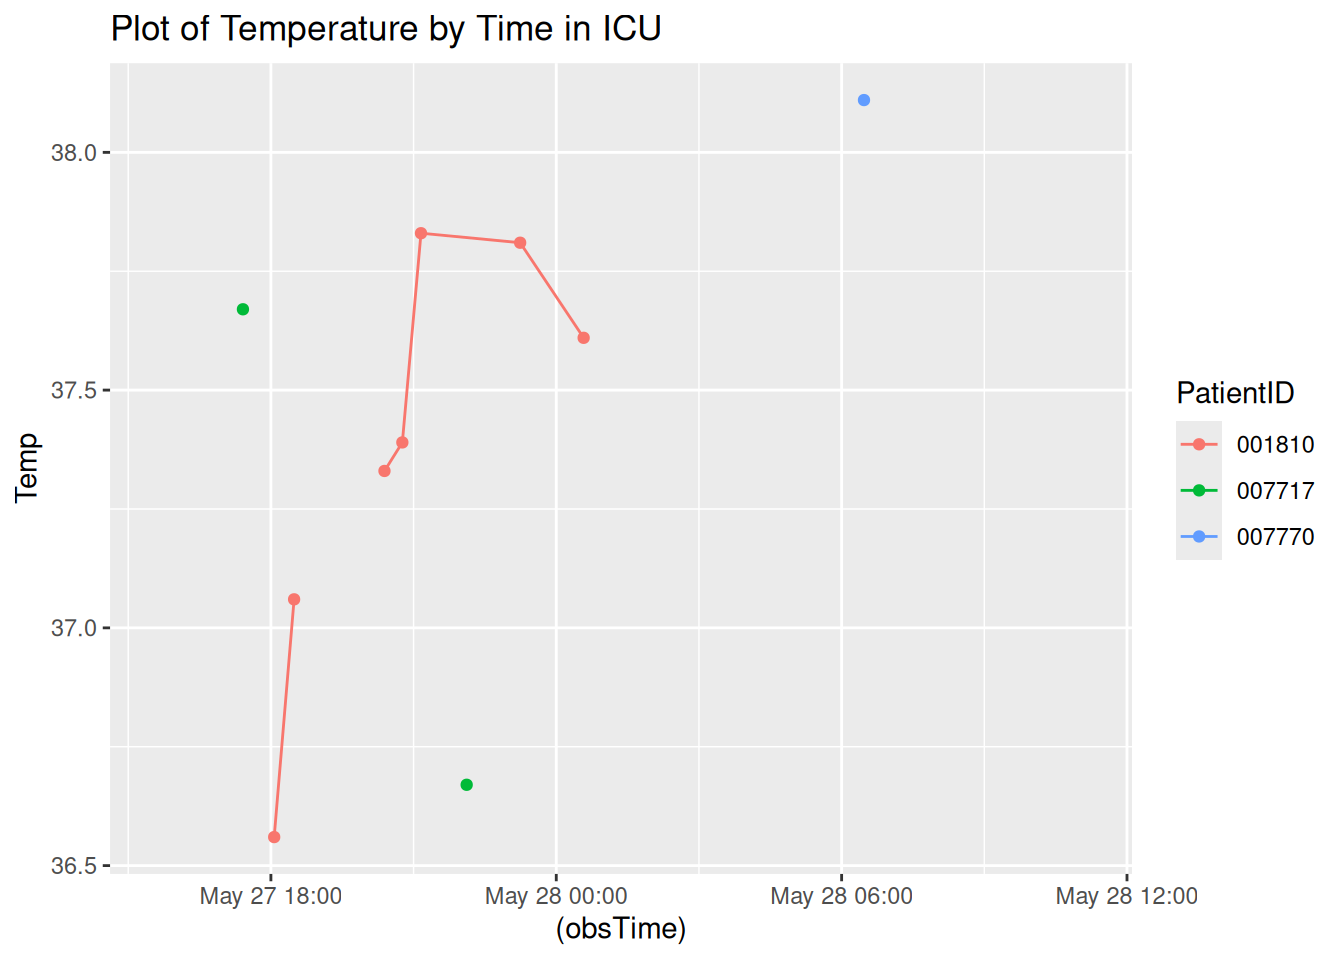 Plot of Temperature by Time in ICU
38.0
37.5
37.0
36.5
Temp
May 27 18:00
May 28 00:00
May 28 06:00
May 28 12:00
(obsTime)
PatientID
001810
007717
007770